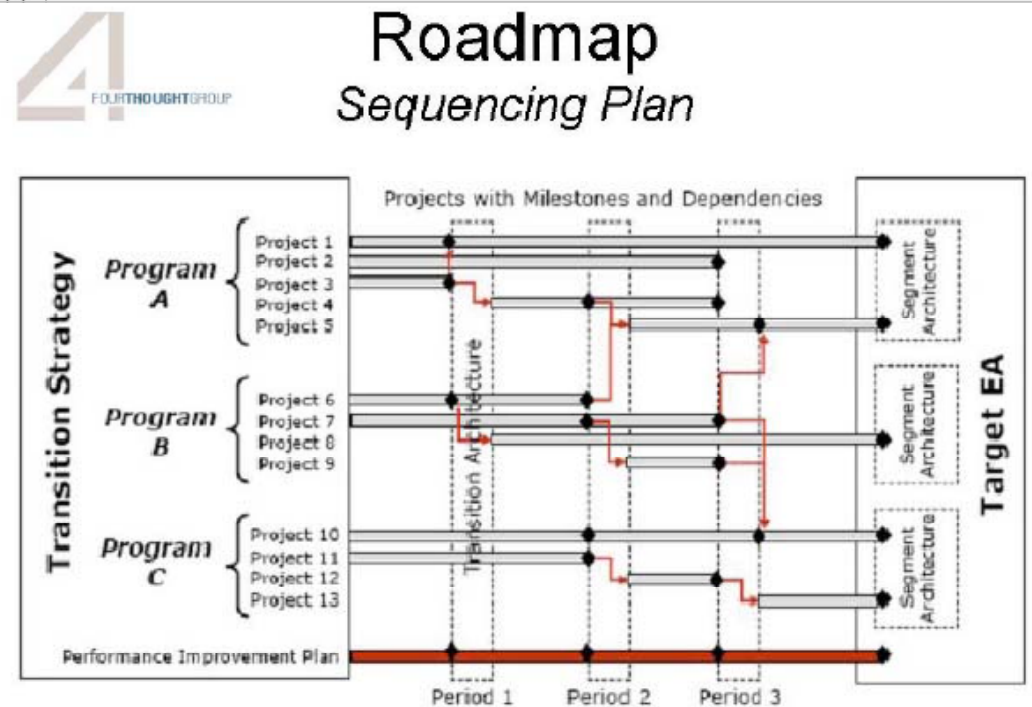 Roadmap
Sequencing Plan
4
FOURTHOUGHTGROUP
Projects with Milestones and Dependencies
Transition Strategy
Program
A
Project 1
Project 2
Project 3
Project 4
Project 5
Program
B
Project 6
Project 7
Project 8
Project 9
Program
C
Project 10
Project 11
Project 12
Project 13
Performance Improvement Plan
Transition Architecture
Period 1
Period 2
Period 3
Segment
Architecture
Segment
Architecture
Segment
Architecture
Target EA